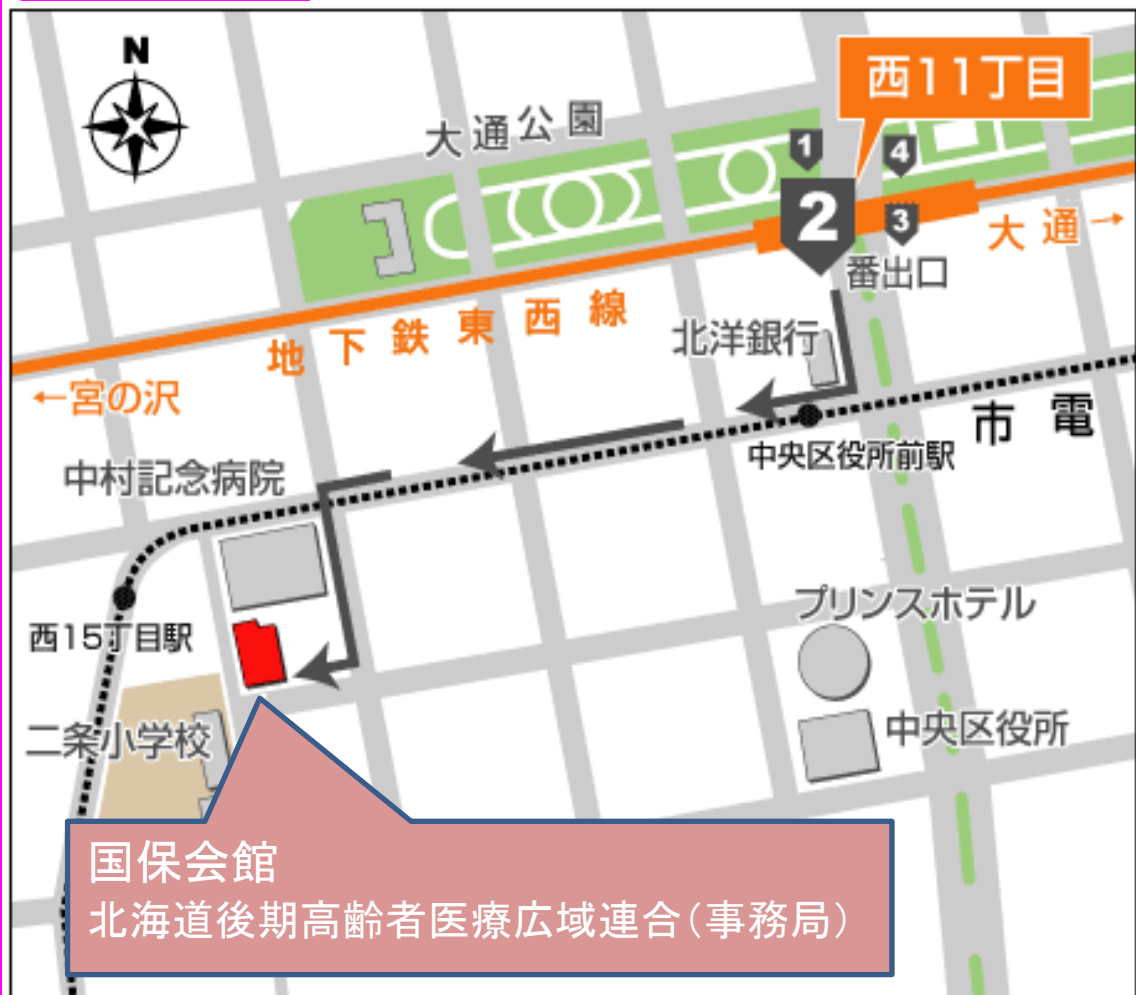 N
西11丁目
大通公園
1
4
2
3
大通→
番出口
地下鉄東西線
北洋銀行
←宮の沢
市電
中央区役所前駅
中村記念病院
プリンスホテル
西15丁目駅
二条小学校
中央区役所
国保会館
北海道後期高齢者医療広域連合(事務局)